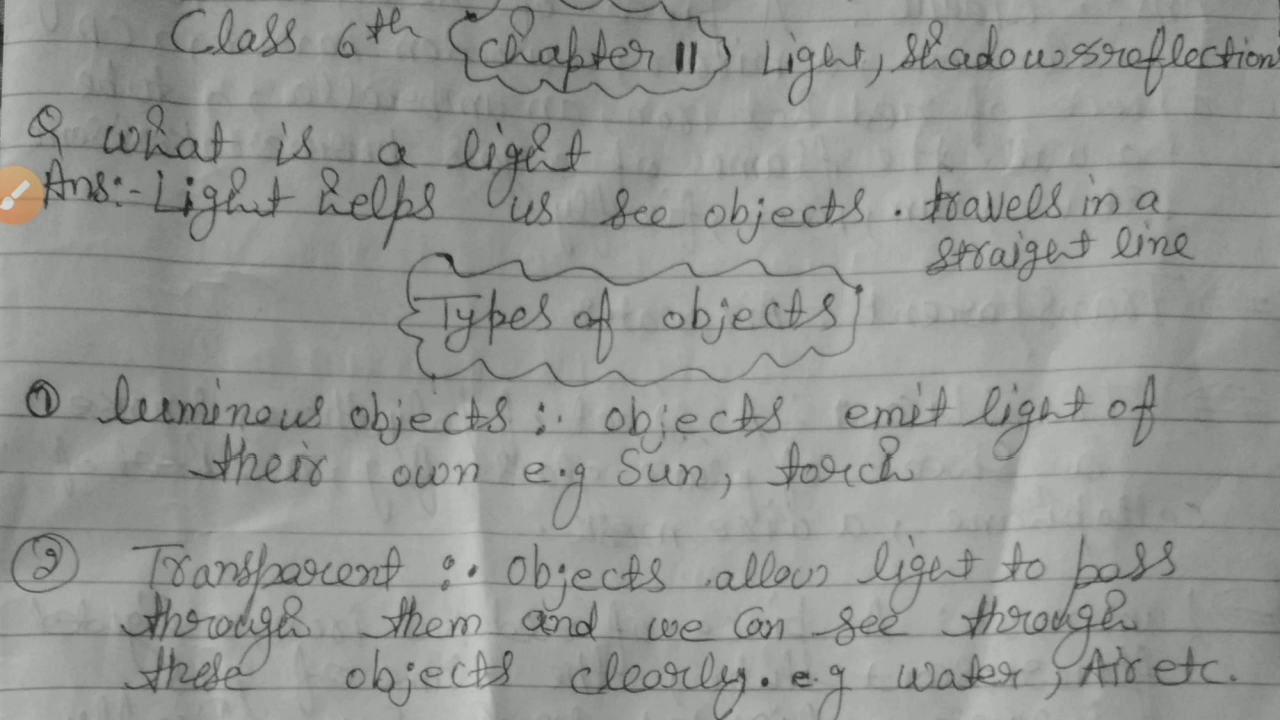 Class 6th Chapter 11 Light, Shadows & reflection
Q what is a light
Ans:- Light helps us see objects. travels in a
straight line
Types of objects
1 luminous objects :. objects emit light of
their own e.g Sun, torch
2 Transparent :. Objects allow light to pass
through them and we can see through
these objects clearly. e.g water, Air etc.